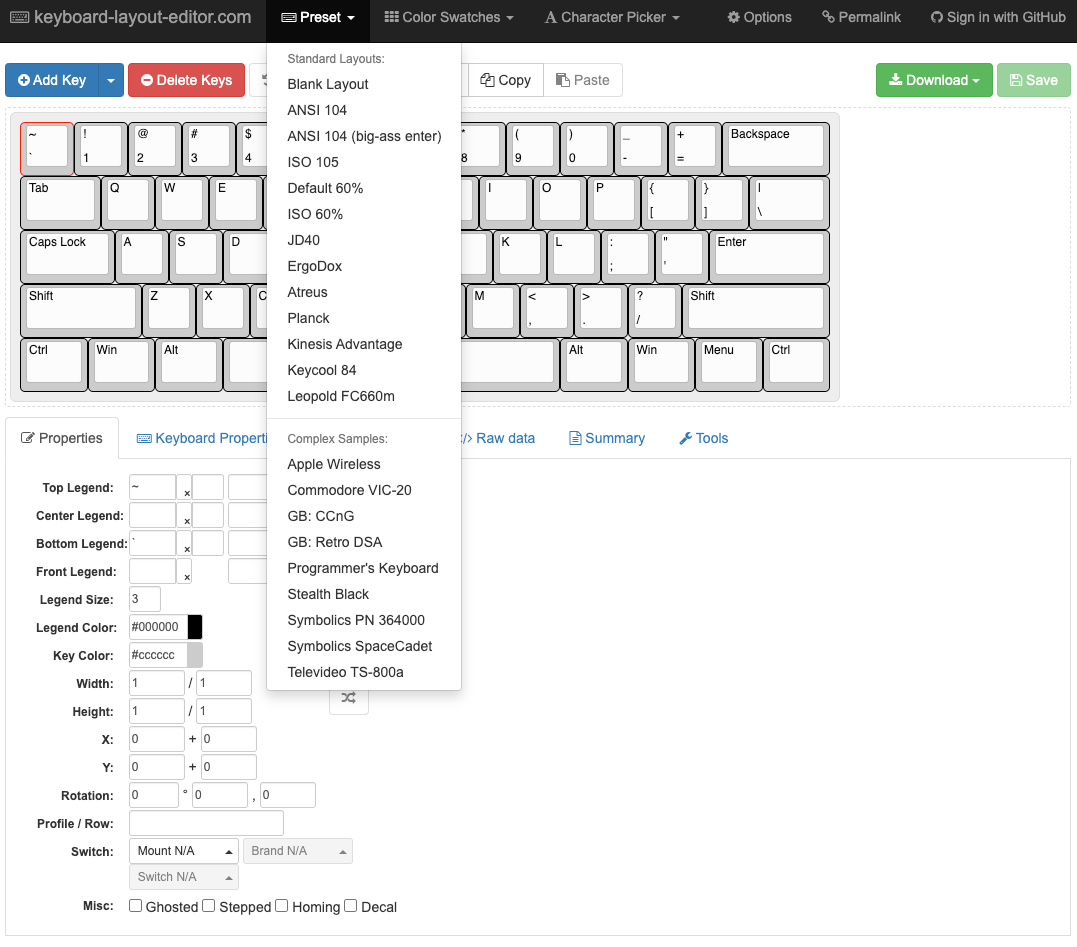 keyboard-layout-editor.com Preset Color Swatches A Character Picker Options Permalink Sign in with GitHub
Add Key Delete Keys Copy Paste Download Save
Standard Layouts:
Blank Layout
ANSI 104
ANSI 104 (big-ass enter)
ISO 105
Default 60%
ISO 60%
JD40
ErgoDox
Atreus
Planck
Kinesis Advantage
Keycool 84
Leopold FC660m
Complex Samples:
Apple Wireless
Commodore VIC-20
GB: CCnG
GB: Retro DSA
Programmer's Keyboard
Stealth Black
Symbolics PN 364000
Symbolics SpaceCadet
Televideo TS-800a
~ ! @ # $ * ( ) _ + Backspace
` 1 2 3 4 8 9 0 - =
Tab Q W E I O P { } |
[ ] \
Caps Lock A S D K L : " Enter
; '
Shift Z X C M < > ? Shift
, . /
Ctrl Win Alt Alt Win Menu Ctrl
Properties Keyboard Properti /> Raw data Summary Tools
Top Legend: ~ x
Center Legend: x
Bottom Legend: ` x
Front Legend: x
Legend Size: 3
Legend Color: #000000
Key Color: #cccccc
Width: 1 / 1
Height: 1 / 1
X: 0 + 0
Y: 0 + 0
Rotation: 0 ° 0 , 0
Profile / Row:
Switch: Mount N/A Brand N/A
Switch N/A
Misc: Ghosted Stepped Homing Decal